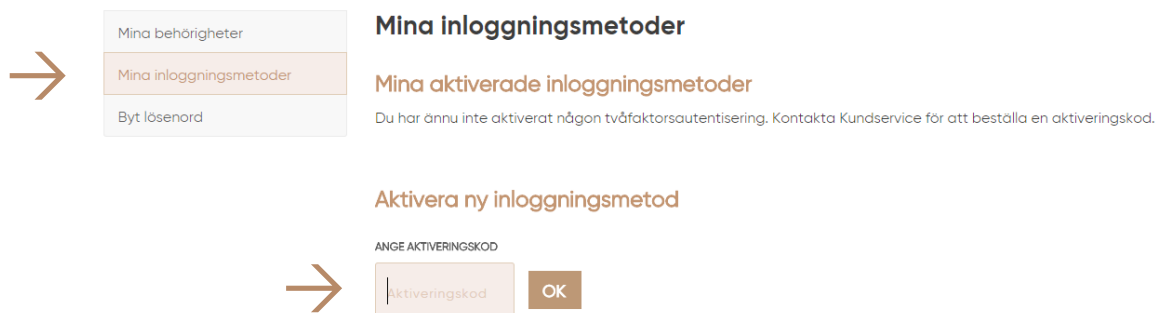 Mina behörigheter
Mina inloggningsmetoder
Byt lösenord
Mina inloggningsmetoder
Mina aktiverade inloggningsmetoder
Du har ännu inte aktiverat någon tvåfaktorsautentisering. Kontakta Kundservice för att beställa en aktiveringskod.
Aktivera ny inloggningsmetod
ANGE AKTIVERINGSKOD
Aktiveringskod
OK